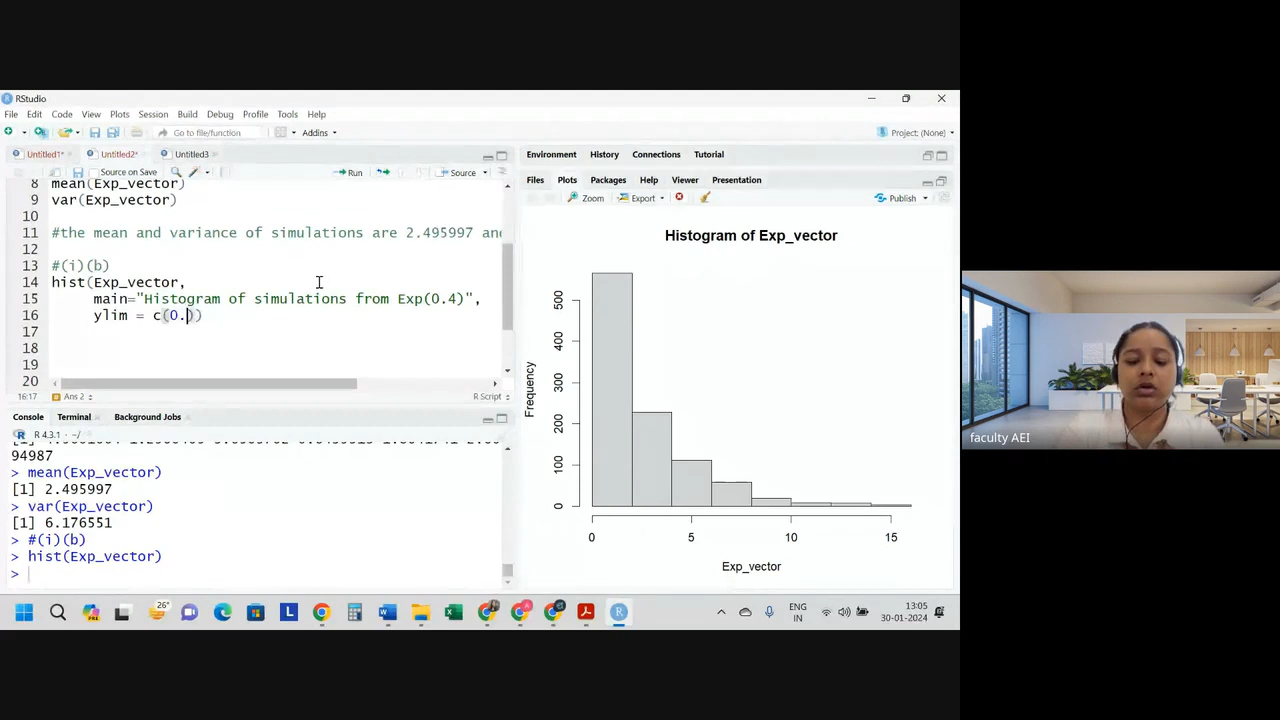 RStudio
File Edit Code View Plots Session Build Debug Profile Tools Help
Go to file/function Addins Project: (None)
Untitled1* Untitled2* Untitled3
Source on Save Run Source
8 mean(Exp_vector)
9 var(Exp_vector)
10
11 #the mean and variance of simulations are 2.495997 an
12
13 #(i)(b)
14 hist(Exp_vector,
15 main="Histogram of simulations from Exp(0.4)",
16 ylim = c(0.))
17
18
19
20
16:17 Ans 2 R Script
Console Terminal Background Jobs
R 4.3.1 · ~/
94987
> mean(Exp_vector)
[1] 2.495997
> var(Exp_vector)
[1] 6.176551
> #(i)(b)
> hist(Exp_vector)
>
Environment History Connections Tutorial
Files Plots Packages Help Viewer Presentation
Zoom Export Publish
Histogram of Exp_vector
Frequency
0 100 200 300 400 500
0 5 10 15
Exp_vector
faculty AEI
26°
PRE
ENG
IN
13:05
30-01-2024